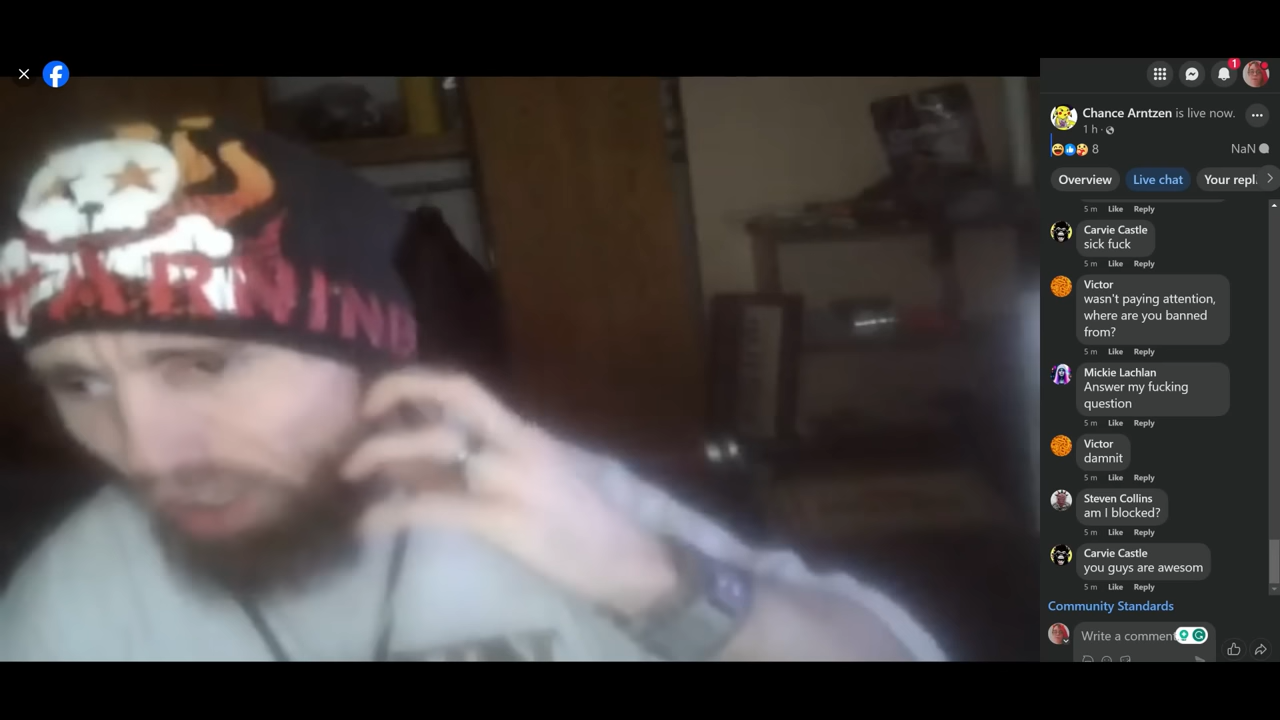 1
Chance Arntzen is live now.
1 h
8
NaN
Overview
Live chat
Your repl.
5 m Like Reply
Carvie Castle
sick fuck
5 m Like Reply
Victor
wasn't paying attention,
where are you banned
from?
5 m Like Reply
Mickie Lachlan
Answer my fucking
question
5 m Like Reply
Victor
damnit
5 m Like Reply
Steven Collins
am I blocked?
5 m Like Reply
Carvie Castle
you guys are awesom
5 m Like Reply
Community Standards
Write a comment